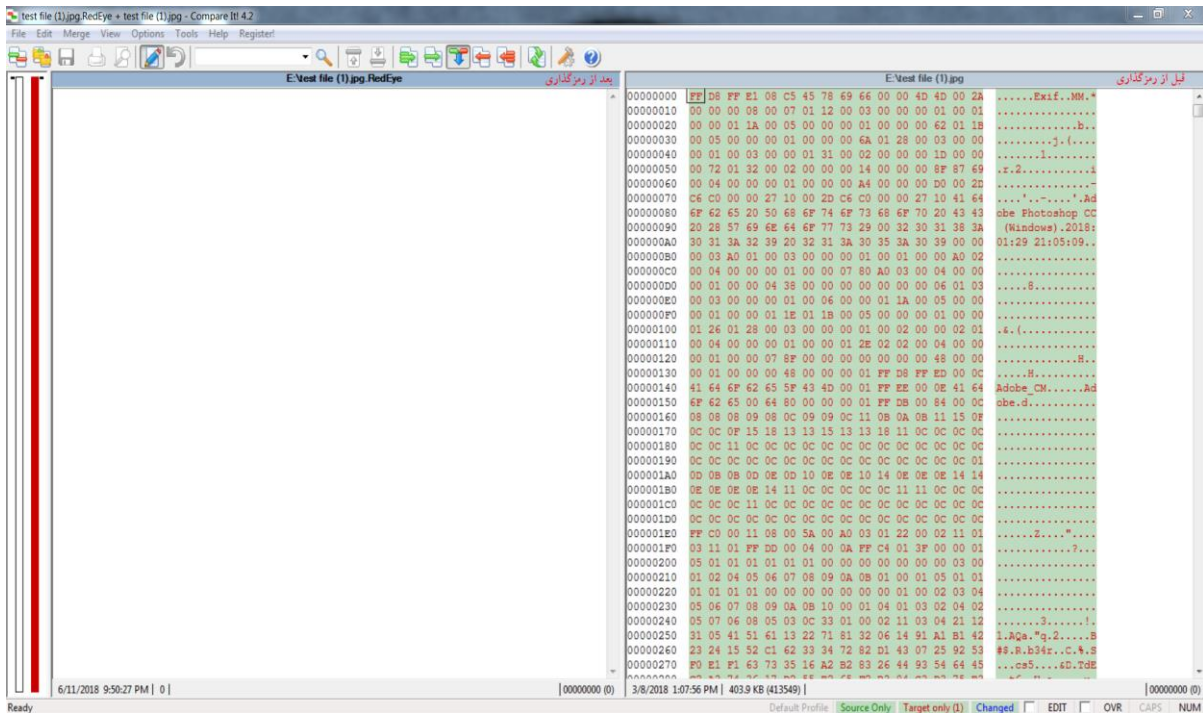 test file (1).jpg.RedEye + test file (1).jpg - Compare It! 4.2
File Edit Merge View Options Tools Help Register!
E:\test file (1).jpg.RedEye بعد از رمزگذاری
E:\test file (1).jpg قبل از رمزگذاری
00000000 FF D8 FF E1 08 C5 45 78 69 66 00 00 4D 4D 00 2A ......Exif..MM.*
00000010 00 00 00 08 00 07 01 12 00 03 00 00 00 01 00 01 ................
00000020 00 00 01 1A 00 05 00 00 00 01 00 00 00 62 01 1B .............b..
00000030 00 05 00 00 00 01 00 00 00 6A 01 28 00 03 00 00 .........j.(....
00000040 00 01 00 03 00 00 01 31 00 02 00 00 00 1D 00 00 .......1........
00000050 00 72 01 32 00 02 00 00 00 14 00 00 00 8F 87 69 .r.2...........i
00000060 00 04 00 00 00 01 00 00 00 A4 00 00 00 D0 00 2D ...............-
00000070 C6 C0 00 00 27 10 00 2D C6 C0 00 00 27 10 41 64 ....'..-....'.Ad
00000080 6F 62 65 20 50 68 6F 74 6F 73 68 6F 70 20 43 43 obe Photoshop CC
00000090 20 28 57 69 6E 64 6F 77 73 29 00 32 30 31 38 3A (Windows).2018:
000000A0 30 31 3A 32 39 20 32 31 3A 30 35 3A 30 39 00 00 01:29 21:05:09..
000000B0 00 03 A0 01 00 03 00 00 00 01 00 01 00 00 A0 02 ................
000000C0 00 04 00 00 00 01 00 00 07 80 A0 03 00 04 00 00 ................
000000D0 00 01 00 00 04 38 00 00 00 00 00 00 00 06 01 03 .....8..........
000000E0 00 03 00 00 00 01 00 06 00 00 01 1A 00 05 00 00 ................
000000F0 00 01 00 00 01 1E 01 1B 00 05 00 00 00 01 00 00 ................
00000100 01 26 01 28 00 03 00 00 00 01 00 02 00 00 02 01 .&.(............
00000110 00 04 00 00 00 01 00 00 01 2E 02 02 00 04 00 00 ................
00000120 00 01 00 00 07 8F 00 00 00 00 00 00 00 48 00 00 .............H..
00000130 00 01 00 00 00 48 00 00 00 01 FF D8 FF ED 00 0C .....H..........
00000140 41 64 6F 62 65 5F 43 4D 00 01 FF EE 00 0E 41 64 Adobe_CM......Ad
00000150 6F 62 65 00 64 80 00 00 00 01 FF DB 00 84 00 0C obe.d...........
00000160 08 08 08 09 08 0C 09 09 0C 11 0B 0A 0B 11 15 0F ................
00000170 0C 0C 0F 15 18 13 13 15 13 13 18 11 0C 0C 0C 0C ................
00000180 0C 0C 11 0C 0C 0C 0C 0C 0C 0C 0C 0C 0C 0C 0C 0C ................
00000190 0C 0C 0C 0C 0C 0C 0C 0C 0C 0C 0C 0C 0C 0C 0C 01 ................
000001A0 0D 0B 0B 0D 0E 0D 10 0E 0E 10 14 0E 0E 0E 14 14 ................
000001B0 0E 0E 0E 0E 14 11 0C 0C 0C 0C 0C 11 11 0C 0C 0C ................
000001C0 0C 0C 0C 11 0C 0C 0C 0C 0C 0C 0C 0C 0C 0C 0C 0C ................
000001D0 0C 0C 0C 0C 0C 0C 0C 0C 0C 0C 0C 0C 0C 0C 0C 0C ................
000001E0 FF C0 00 11 08 00 5A 00 A0 03 01 22 00 02 11 01 ......Z...."....
000001F0 03 11 01 FF DD 00 04 00 0A FF C4 01 3F 00 00 01 ............?...
00000200 05 01 01 01 01 01 01 00 00 00 00 00 00 00 03 00 ................
00000210 01 02 04 05 06 07 08 09 0A 0B 01 00 01 05 01 01 ................
00000220 01 01 01 01 00 00 00 00 00 00 00 01 00 02 03 04 ................
00000230 05 06 07 08 09 0A 0B 10 00 01 04 01 03 02 04 02 ................
00000240 05 07 06 08 05 03 0C 33 01 00 02 11 03 04 21 12 .......3......!.
00000250 31 05 41 51 61 13 22 71 81 32 06 14 91 A1 B1 42 1.AQa."q.2.....B
00000260 23 24 15 52 C1 62 33 34 72 82 D1 43 07 25 92 53 #$.R.b34r..C.%.S
00000270 F0 E1 F1 63 73 35 16 A2 B2 83 26 44 93 54 64 45 ...cs5....&D.TdE
6/11/2018 9:50:27 PM | 0 | 00000000 (0)
3/8/2018 1:07:56 PM | 403.9 KB (413549) | 00000000 (0)
Ready Default Profile Source Only Target only (1) Changed EDIT OVR CAPS NUM